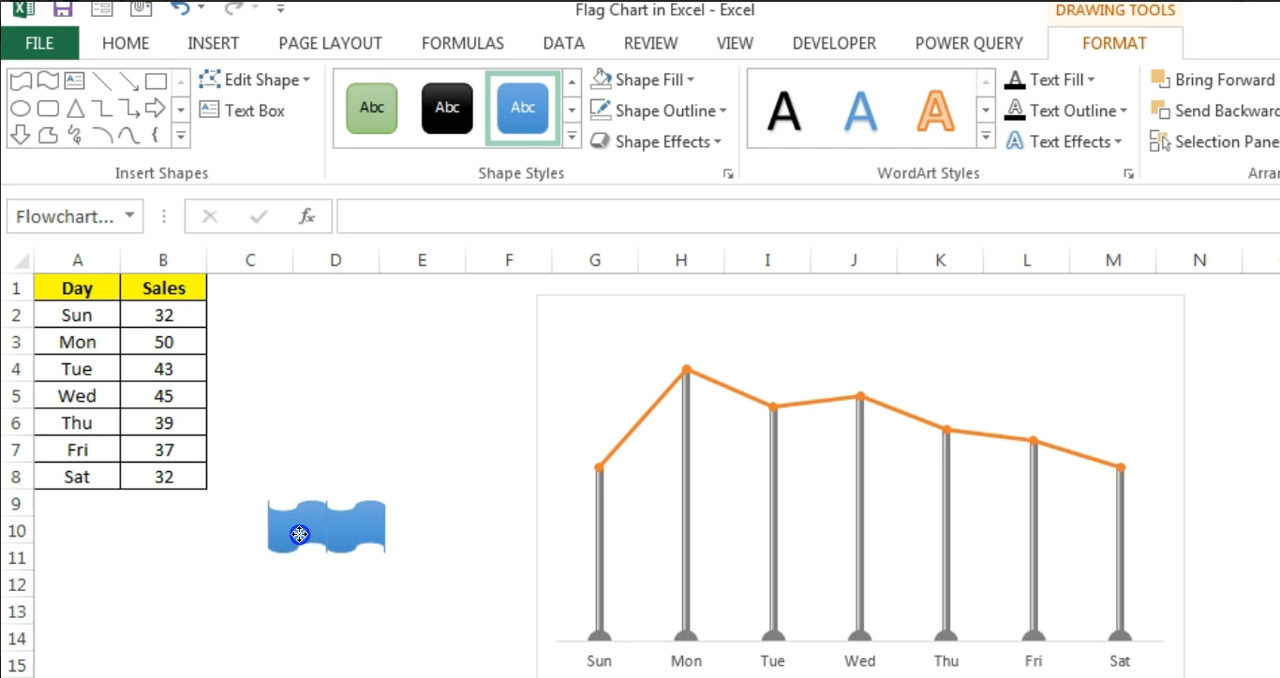 Flag Chart in Excel - Excel
DRAWING TOOLS
FILE HOME INSERT PAGE LAYOUT FORMULAS DATA REVIEW VIEW DEVELOPER POWER QUERY FORMAT
Edit Shape
Text Box
Insert Shapes
Abc Abc Abc
Shape Fill
Shape Outline
Shape Effects
Shape Styles
A A A
Text Fill
Text Outline
Text Effects
WordArt Styles
Bring Forward
Send Backward
Selection Pane
Arran
Flowchart... fx
A B C D E F G H I J K L M N
1 Day Sales
2 Sun 32
3 Mon 50
4 Tue 43
5 Wed 45
6 Thu 39
7 Fri 37
8 Sat 32
9
10
11
12
13
14
15
Sun Mon Tue Wed Thu Fri Sat